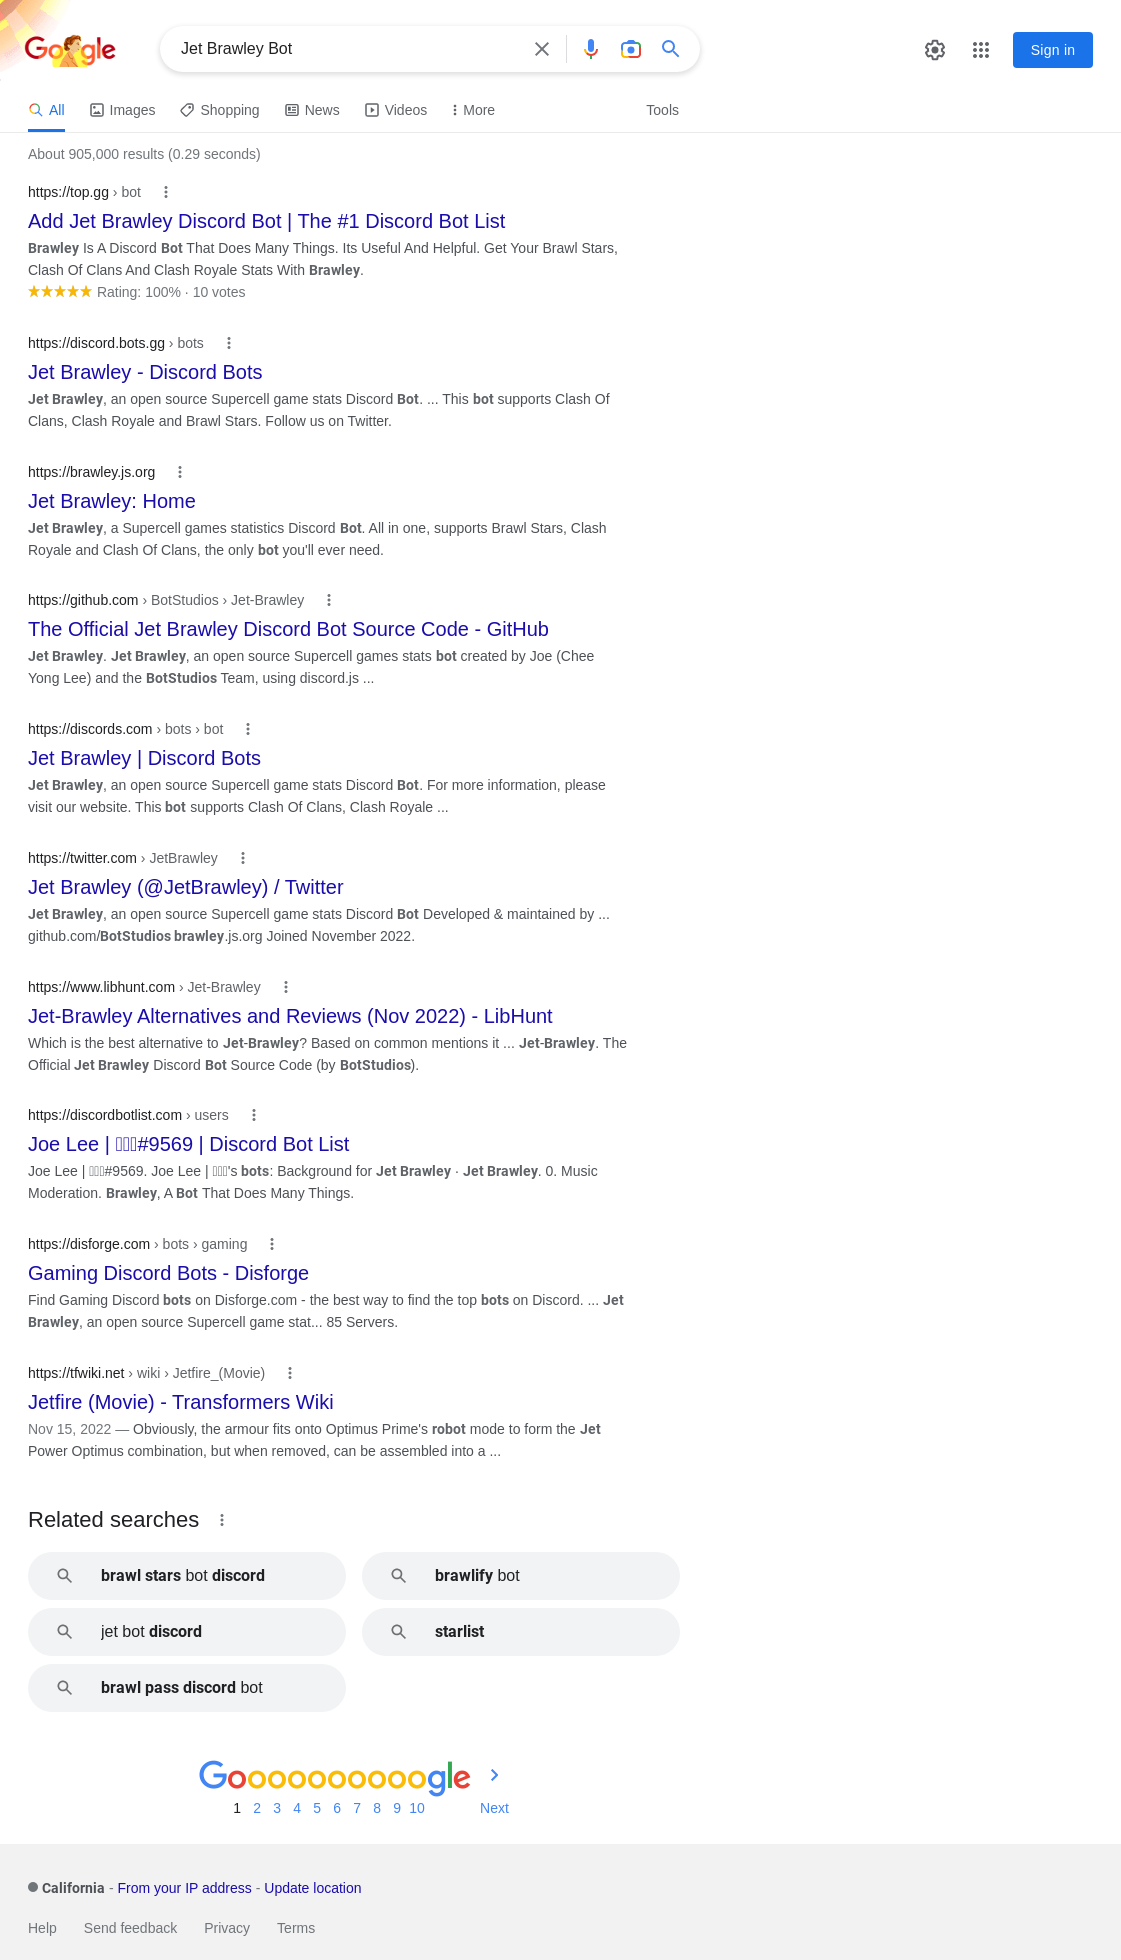 Google
Jet Brawley Bot
Sign in
All Images Shopping News Videos More Tools
About 905,000 results (0.29 seconds)
https://top.gg › bot
Add Jet Brawley Discord Bot | The #1 Discord Bot List
Brawley Is A Discord Bot That Does Many Things. Its Useful And Helpful. Get Your Brawl Stars,
Clash Of Clans And Clash Royale Stats With Brawley.
Rating: 100% · 10 votes
https://discord.bots.gg › bots
Jet Brawley - Discord Bots
Jet Brawley, an open source Supercell game stats Discord Bot. ... This bot supports Clash Of
Clans, Clash Royale and Brawl Stars. Follow us on Twitter.
https://brawley.js.org
Jet Brawley: Home
Jet Brawley, a Supercell games statistics Discord Bot. All in one, supports Brawl Stars, Clash
Royale and Clash Of Clans, the only bot you'll ever need.
https://github.com › BotStudios › Jet-Brawley
The Official Jet Brawley Discord Bot Source Code - GitHub
Jet Brawley. Jet Brawley, an open source Supercell games stats bot created by Joe (Chee
Yong Lee) and the BotStudios Team, using discord.js ...
https://discords.com › bots › bot
Jet Brawley | Discord Bots
Jet Brawley, an open source Supercell game stats Discord Bot. For more information, please
visit our website. This bot supports Clash Of Clans, Clash Royale ...
https://twitter.com › JetBrawley
Jet Brawley (@JetBrawley) / Twitter
Jet Brawley, an open source Supercell game stats Discord Bot Developed & maintained by ...
github.com/BotStudios brawley.js.org Joined November 2022.
https://www.libhunt.com › Jet-Brawley
Jet-Brawley Alternatives and Reviews (Nov 2022) - LibHunt
Which is the best alternative to Jet-Brawley? Based on common mentions it ... Jet-Brawley. The
Official Jet Brawley Discord Bot Source Code (by BotStudios).
https://discordbotlist.com › users
Joe Lee | #9569 | Discord Bot List
Joe Lee | #9569. Joe Lee | 's bots: Background for Jet Brawley · Jet Brawley. 0. Music
Moderation. Brawley, A Bot That Does Many Things.
https://disforge.com › bots › gaming
Gaming Discord Bots - Disforge
Find Gaming Discord bots on Disforge.com - the best way to find the top bots on Discord. ... Jet
Brawley, an open source Supercell game stat... 85 Servers.
https://tfwiki.net › wiki › Jetfire_(Movie)
Jetfire (Movie) - Transformers Wiki
Nov 15, 2022 — Obviously, the armour fits onto Optimus Prime's robot mode to form the Jet
Power Optimus combination, but when removed, can be assembled into a ...
Related searches
brawl stars bot discord
brawlify bot
jet bot discord
starlist
brawl pass discord bot
Goooooooooogle
1 2 3 4 5 6 7 8 9 10 Next
California - From your IP address - Update location
Help Send feedback Privacy Terms